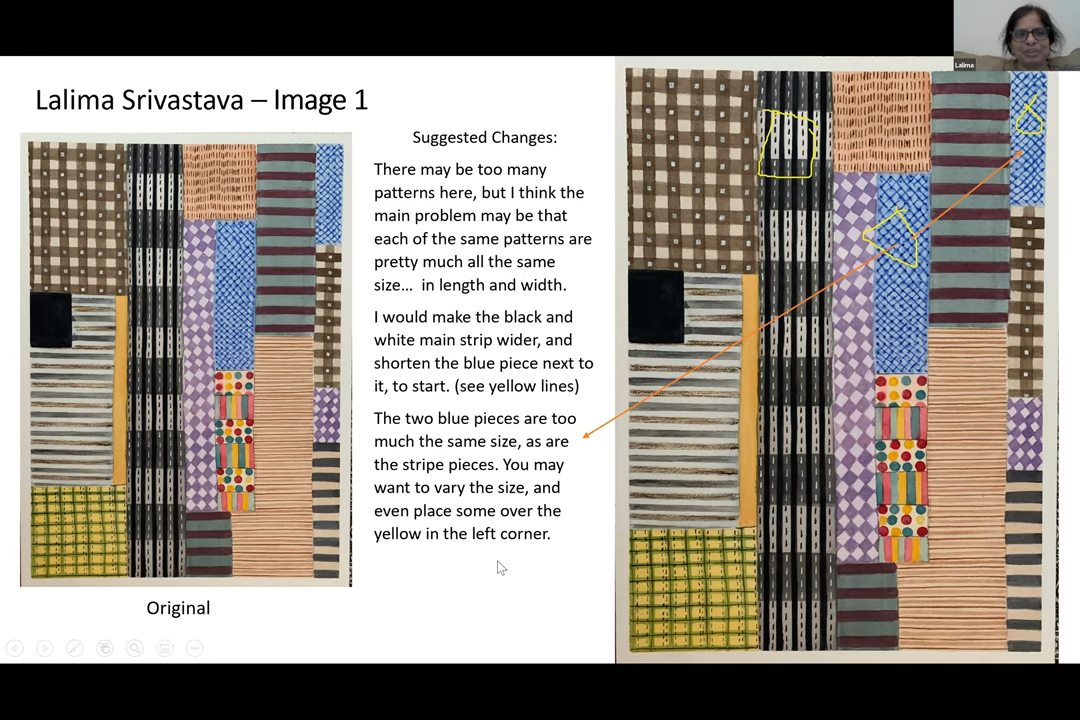 Lalima
Lalima Srivastava – Image 1
Suggested Changes:
There may be too many
patterns here, but I think the
main problem may be that
each of the same patterns are
pretty much all the same
size… in length and width.
I would make the black and
white main strip wider, and
shorten the blue piece next to
it, to start. (see yellow lines)
The two blue pieces are too
much the same size, as are
the stripe pieces. You may
want to vary the size, and
even place some over the
yellow in the left corner.
Original